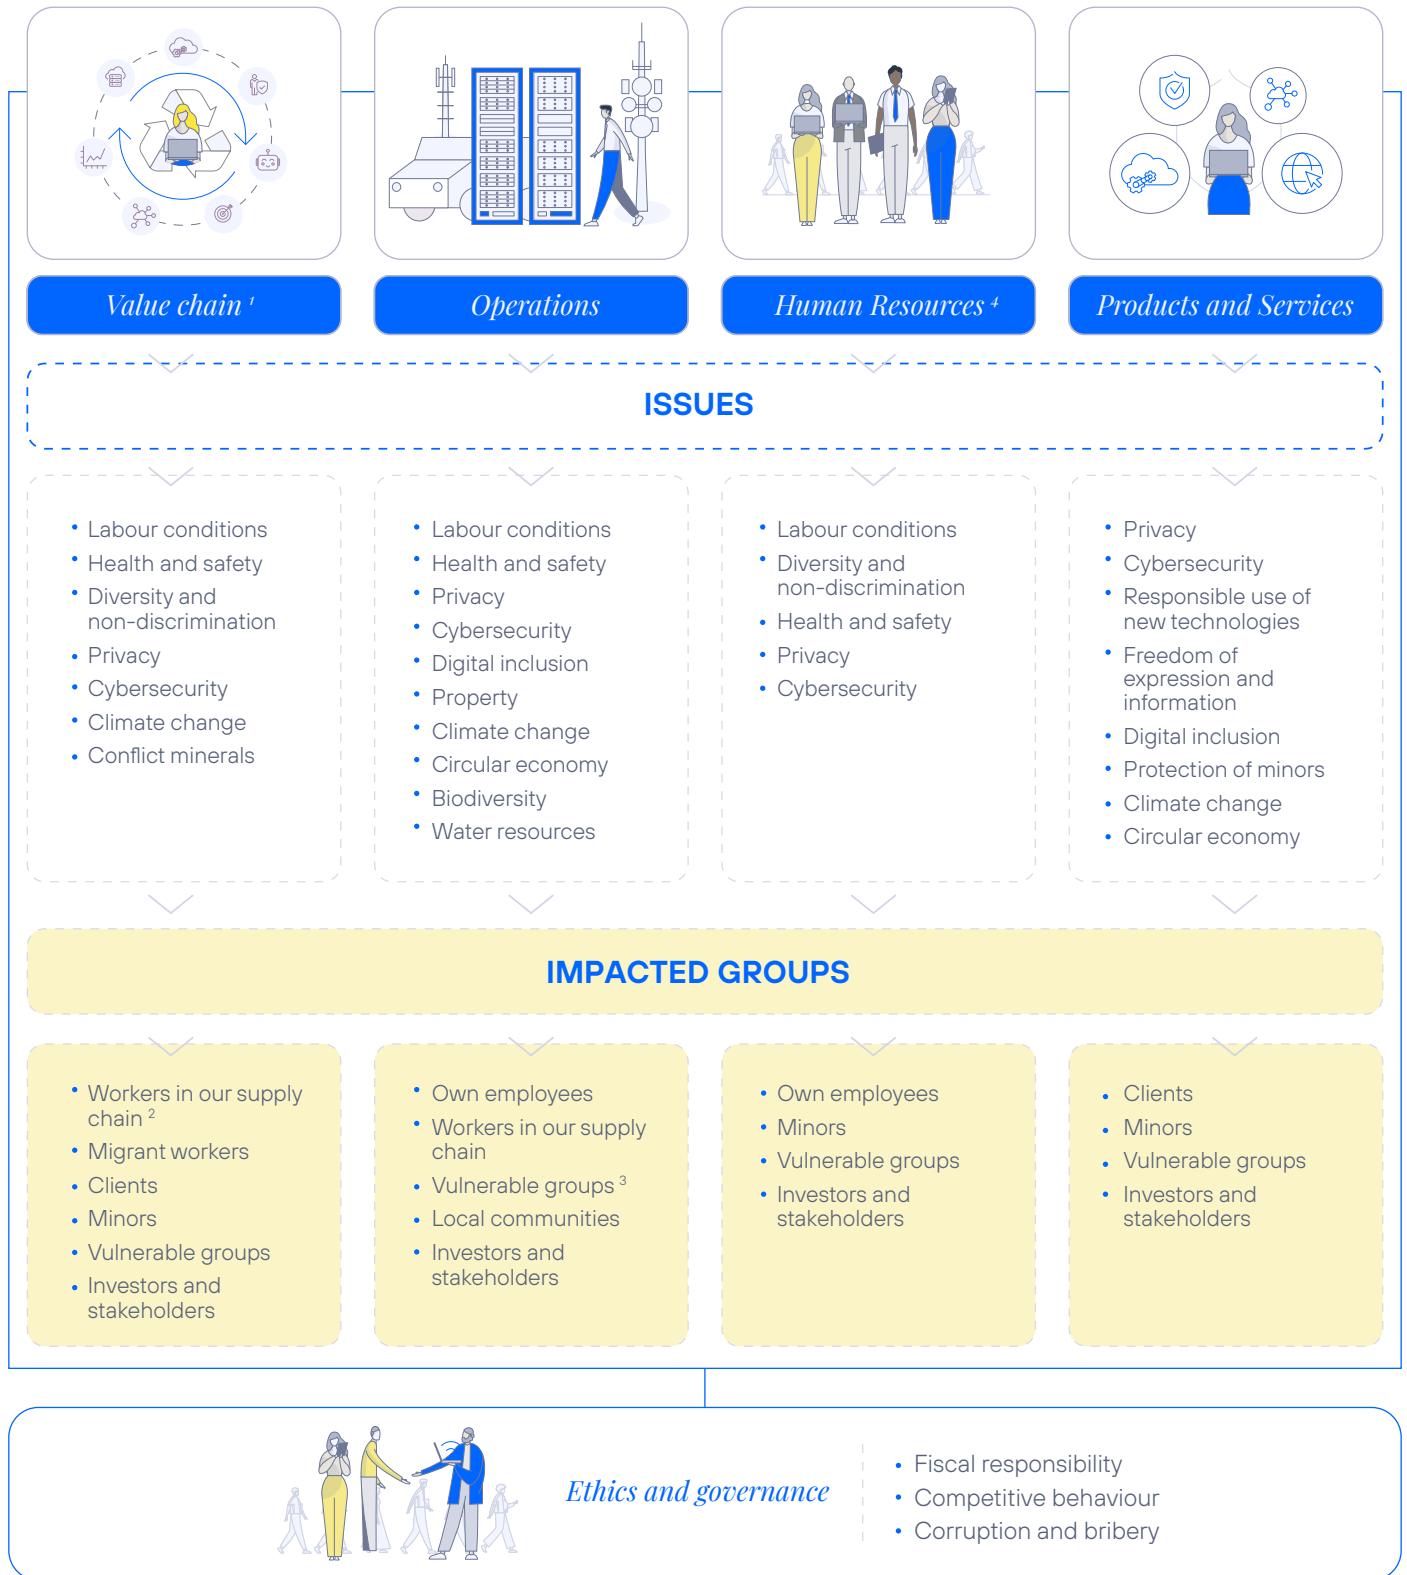 Value chain ¹
Operations
Human Resources ⁴
Products and Services
ISSUES
• Labour conditions
• Health and safety
• Diversity and
non-discrimination
• Privacy
• Cybersecurity
• Climate change
• Conflict minerals
• Labour conditions
• Health and safety
• Privacy
• Cybersecurity
• Digital inclusion
• Property
• Climate change
• Circular economy
• Biodiversity
• Water resources
• Labour conditions
• Diversity and
non-discrimination
• Health and safety
• Privacy
• Cybersecurity
• Privacy
• Cybersecurity
• Responsible use of
new technologies
• Freedom of
expression and
information
• Digital inclusion
• Protection of minors
• Climate change
• Circular economy
IMPACTED GROUPS
• Workers in our supply
chain ²
• Migrant workers
• Clients
• Minors
• Vulnerable groups
• Investors and
stakeholders
• Own employees
• Workers in our supply
chain
• Vulnerable groups ³
• Local communities
• Investors and
stakeholders
• Own employees
• Minors
• Vulnerable groups
• Investors and
stakeholders
• Clients
• Minors
• Vulnerable groups
• Investors and
stakeholders
Ethics and governance
• Fiscal responsibility
• Competitive behaviour
• Corruption and bribery